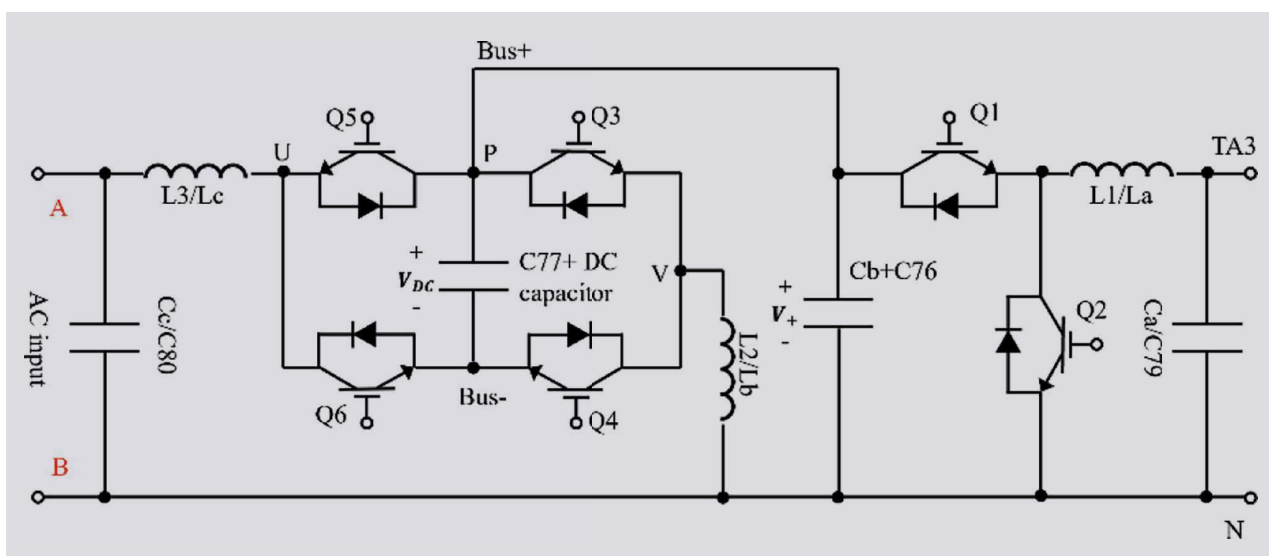 Bus+
Q5
Q3
Q1
U
P
TA3
A
L3/Lc
L1/La
+
V_DC
-
C77+ DC
capacitor
V
Cb+C76
+
V_+
-
Q2
AC input
Cc/C80
L2/Lb
Ca/C79
Bus-
Q6
Q4
B
N